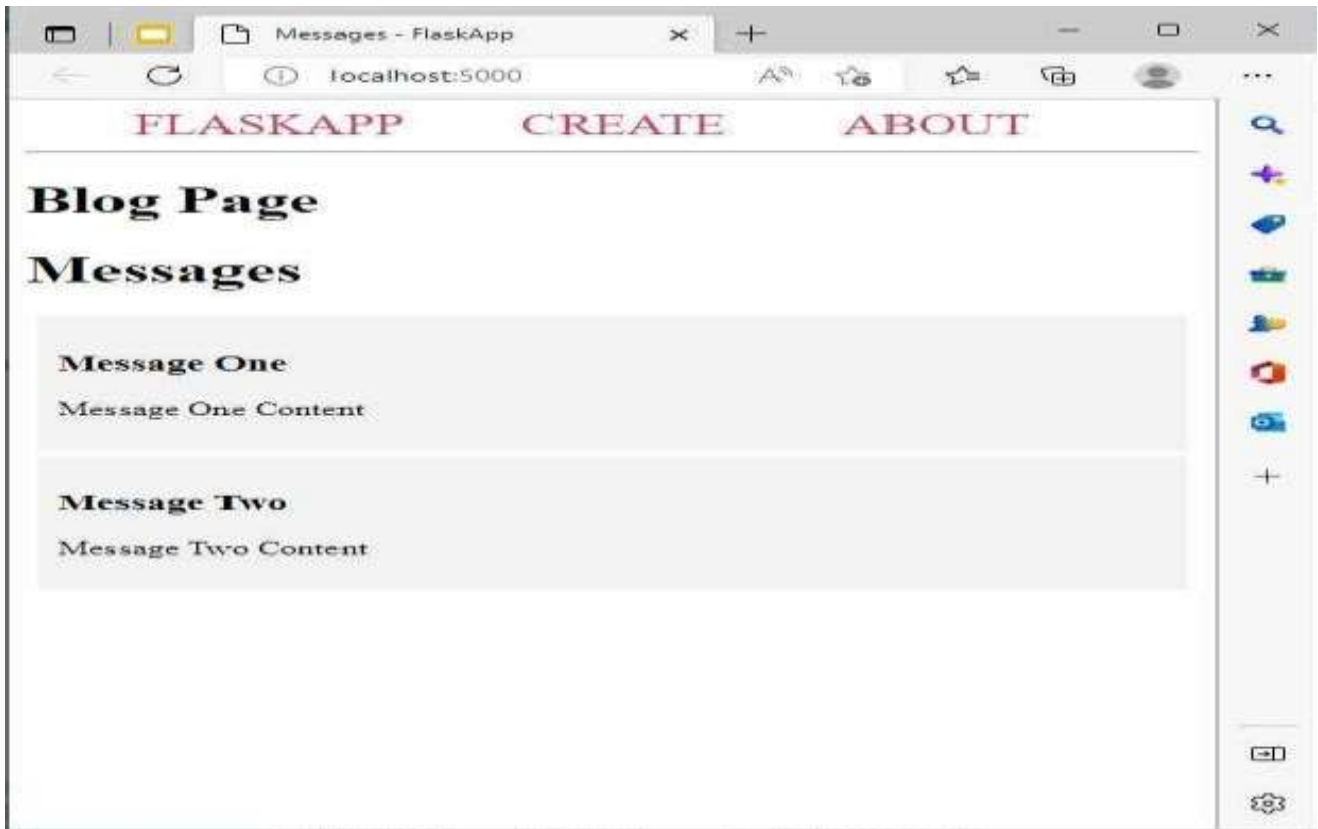 Messages - FlaskApp
localhost:5000
FLASKAPP CREATE ABOUT
Blog Page
Messages
Message One
Message One Content
Message Two
Message Two Content